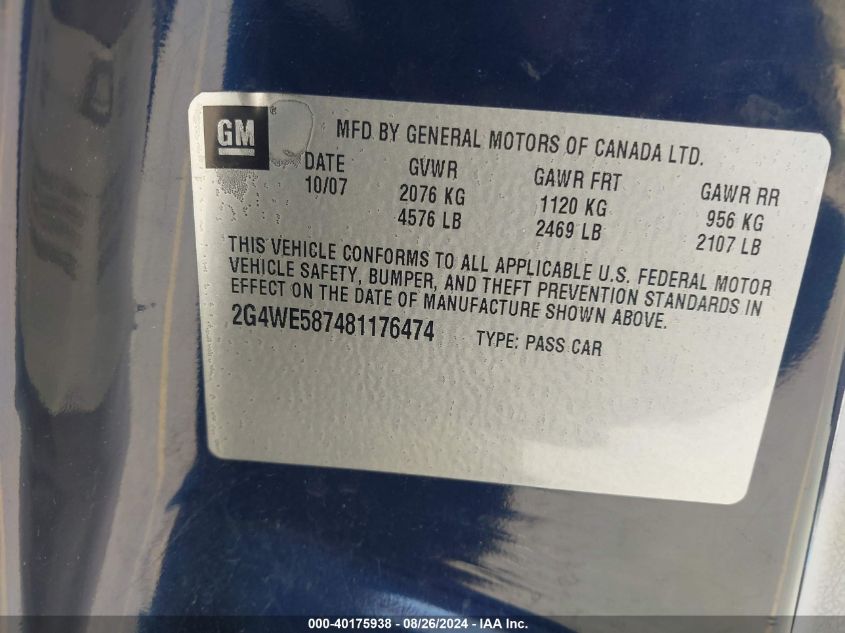 GM
®
MFD BY GENERAL MOTORS OF CANADA LTD.
DATE GVWR GAWR FRT GAWR RR
10/07 2076 KG 1120 KG 956 KG
4576 LB 2469 LB 2107 LB
THIS VEHICLE CONFORMS TO ALL APPLICABLE U.S. FEDERAL MOTOR
VEHICLE SAFETY, BUMPER, AND THEFT PREVENTION STANDARDS IN
EFFECT ON THE DATE OF MANUFACTURE SHOWN ABOVE.
2G4WE587481176474 TYPE: PASS CAR
000-40175938 - 08/26/2024 - IAA Inc.